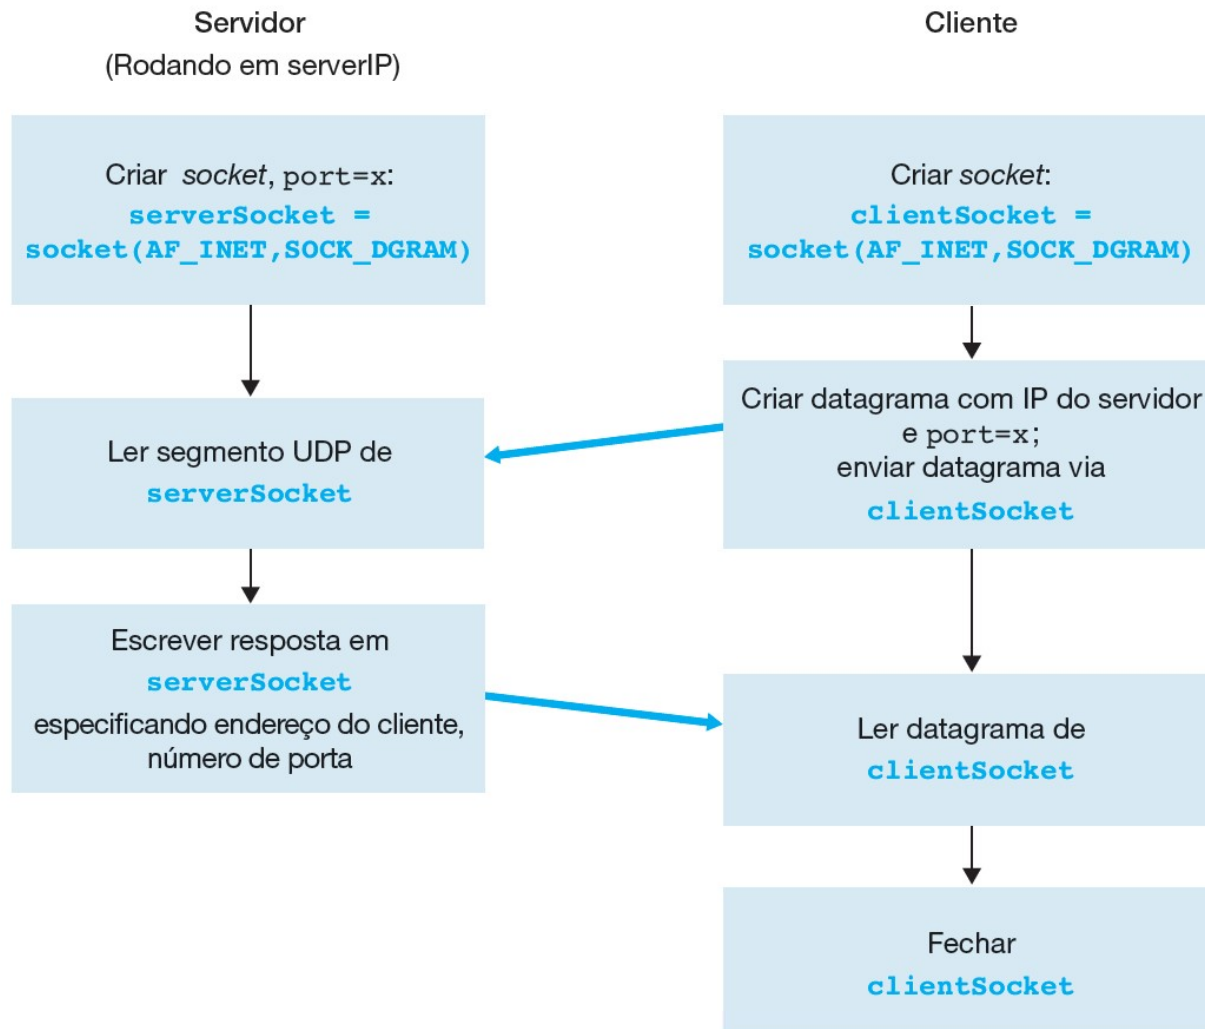 Servidor
(Rodando em serverIP)
Criar socket, port=x:
serverSocket =
socket(AF_INET,SOCK_DGRAM)
Ler segmento UDP de
serverSocket
Escrever resposta em
serverSocket
especificando endereço do cliente,
número de porta
Cliente
Criar socket:
clientSocket =
socket(AF_INET,SOCK_DGRAM)
Criar datagrama com IP do servidor
e port=x;
enviar datagrama via
clientSocket
Ler datagrama de
clientSocket
Fechar
clientSocket